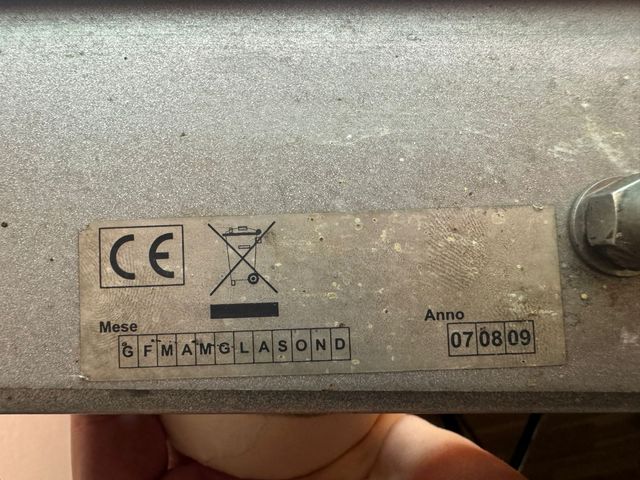 CE
Mese
G F M A M G L A S O N D
Anno
07 08 09